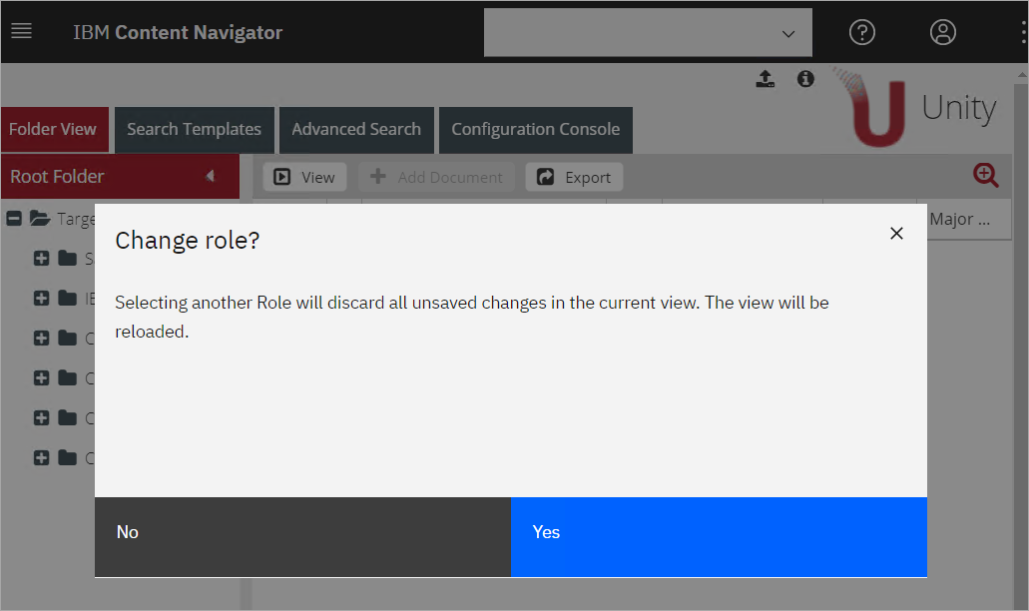 IBM Content Navigator
Unity
Folder View
Search Templates
Advanced Search
Configuration Console
Root Folder
View
Add Document
Export
Major ...
Change role?
Selecting another Role will discard all unsaved changes in the current view. The view will be
reloaded.
No
Yes